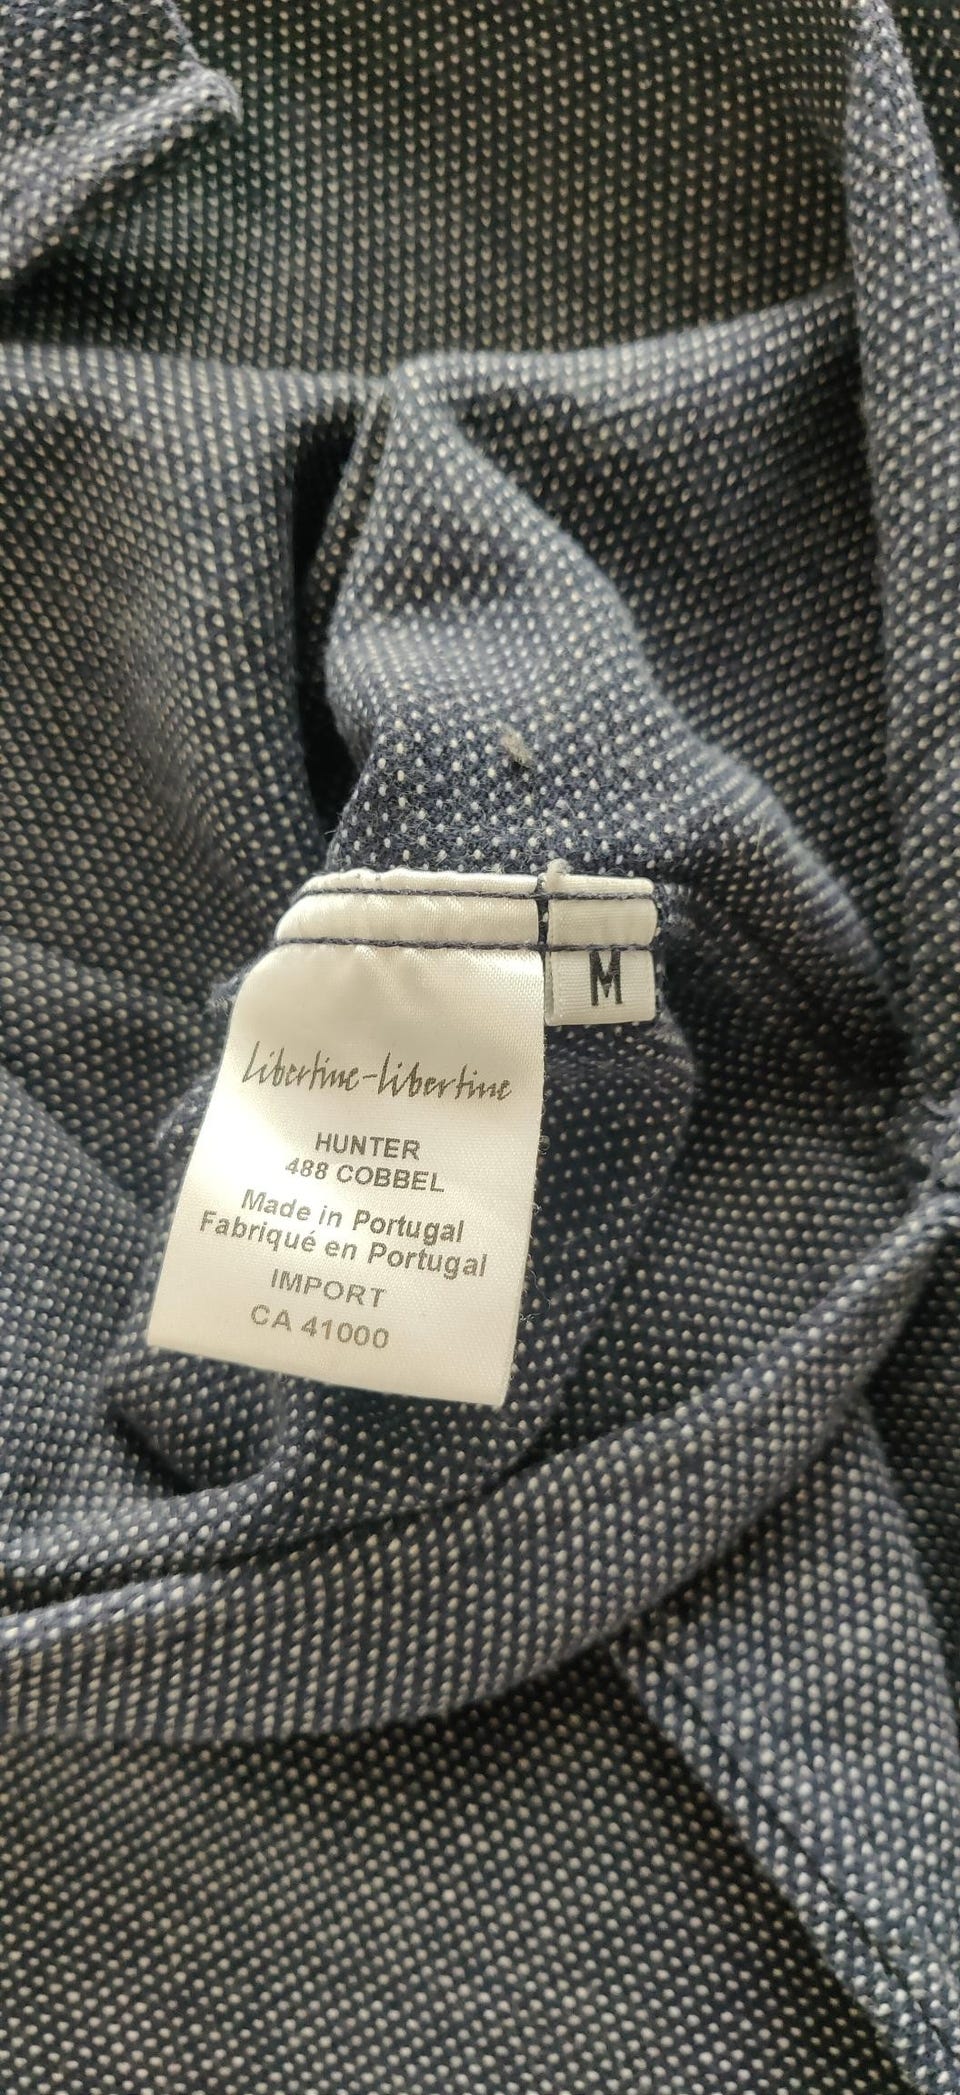 M
libertine-libertine
HUNTER
488 COBBEL
Made in Portugal
Fabriqué en Portugal
IMPORT
CA 41000